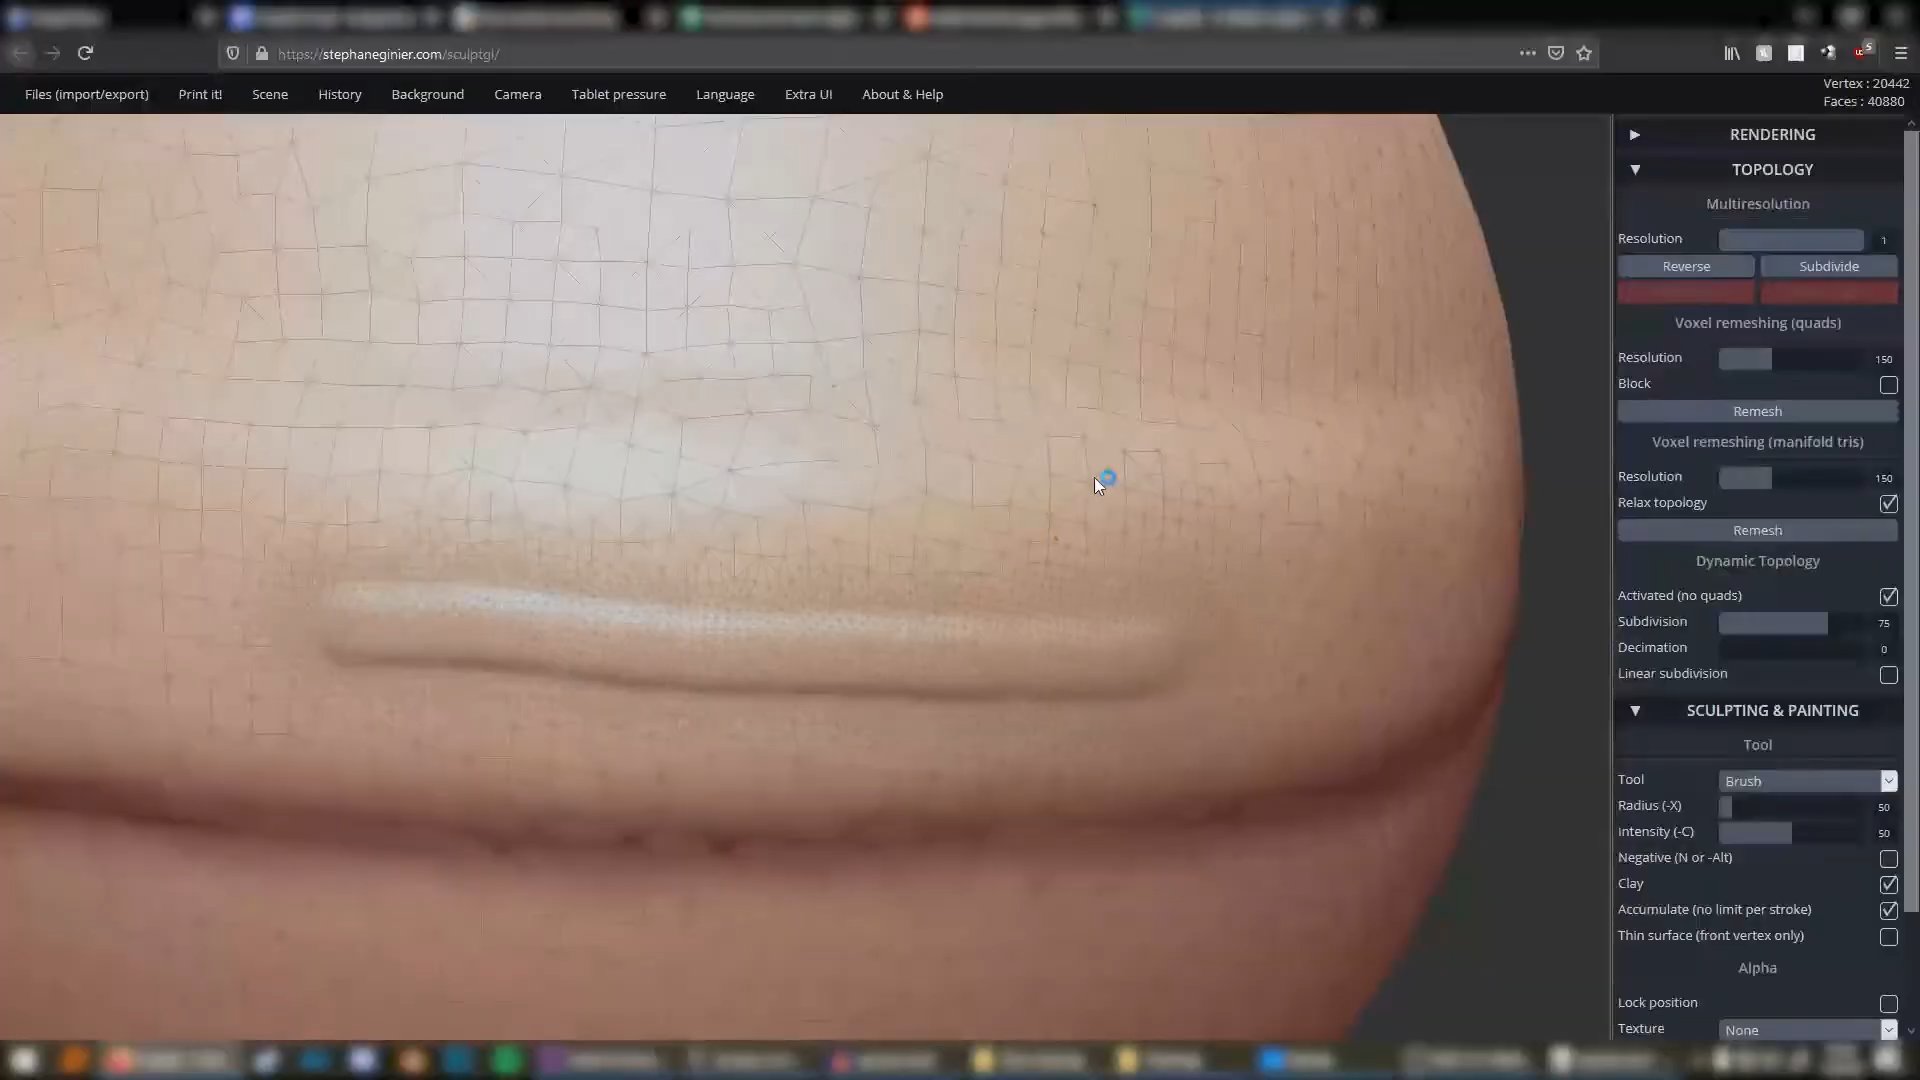 https://stephaneginier.com/sculptgl/
Files (import/export) Print it! Scene History Background Camera Tablet pressure Language Extra UI About & Help
Vertex : 20442
Faces : 40880
RENDERING
TOPOLOGY
Multiresolution
Resolution 1
Reverse Subdivide
Voxel remeshing (quads)
Resolution 150
Block
Remesh
Voxel remeshing (manifold tris)
Resolution 150
Relax topology
Remesh
Dynamic Topology
Activated (no quads)
Subdivision 75
Decimation 0
Linear subdivision
SCULPTING & PAINTING
Tool
Tool Brush
Radius (-X) 50
Intensity (-C) 50
Negative (N or -Alt)
Clay
Accumulate (no limit per stroke)
Thin surface (front vertex only)
Alpha
Lock position
Texture None